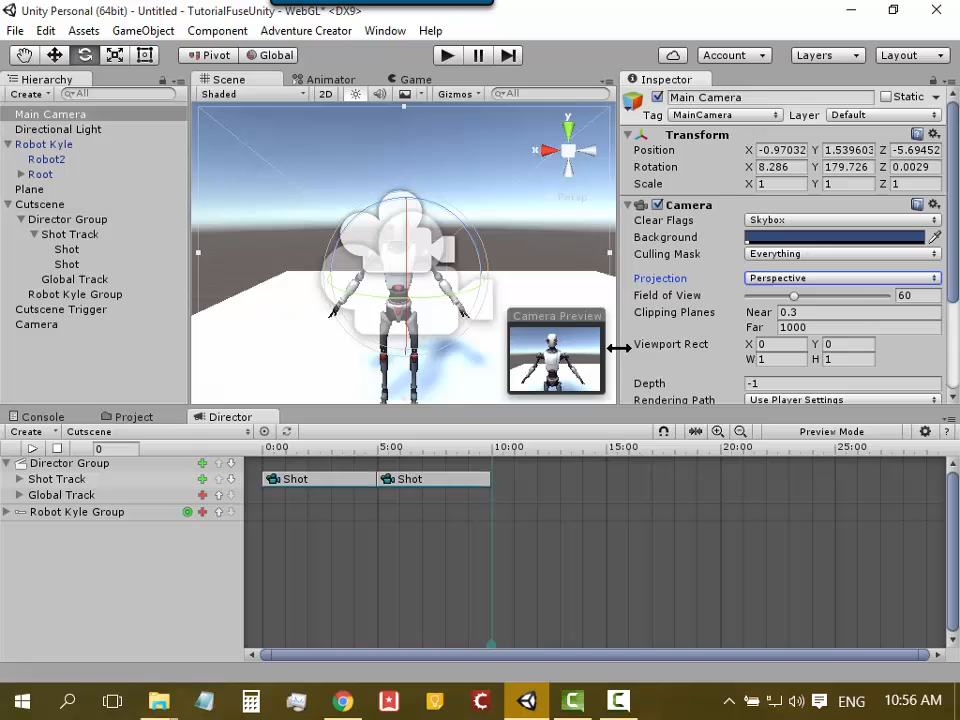 Unity Personal (64bit) - Untitled - TutorialFuseUnity - WebGL* <DX9>
File Edit Assets GameObject Component Adventure Creator Window Help
Pivot Global Account Layers Layout
Hierarchy Scene Animator Game Inspector
Create All Shaded 2D Gizmos All Main Camera Static
Tag MainCamera Layer Default
Main Camera
Directional Light
Robot Kyle
Robot2
Root
Plane
Cutscene
Director Group
Shot Track
Shot
Shot
Global Track
Robot Kyle Group
Cutscene Trigger
Camera
y
x
Persp
Camera Preview
Transform
Position X -0.97032 Y 1.539603 Z -5.69452
Rotation X 8.286 Y 179.726 Z 0.0029
Scale X 1 Y 1 Z 1
Camera
Clear Flags Skybox
Background
Culling Mask Everything
Projection Perspective
Field of View 60
Clipping Planes Near 0.3
Far 1000
Viewport Rect X 0 Y 0
W 1 H 1
Depth -1
Rendering Path Use Player Settings
Console Project Director
Create Cutscene Preview Mode ?
0 0:00 5:00 10:00 15:00 20:00 25:00
Director Group
Shot Track Shot Shot
Global Track
Robot Kyle Group
ENG 10:56 AM